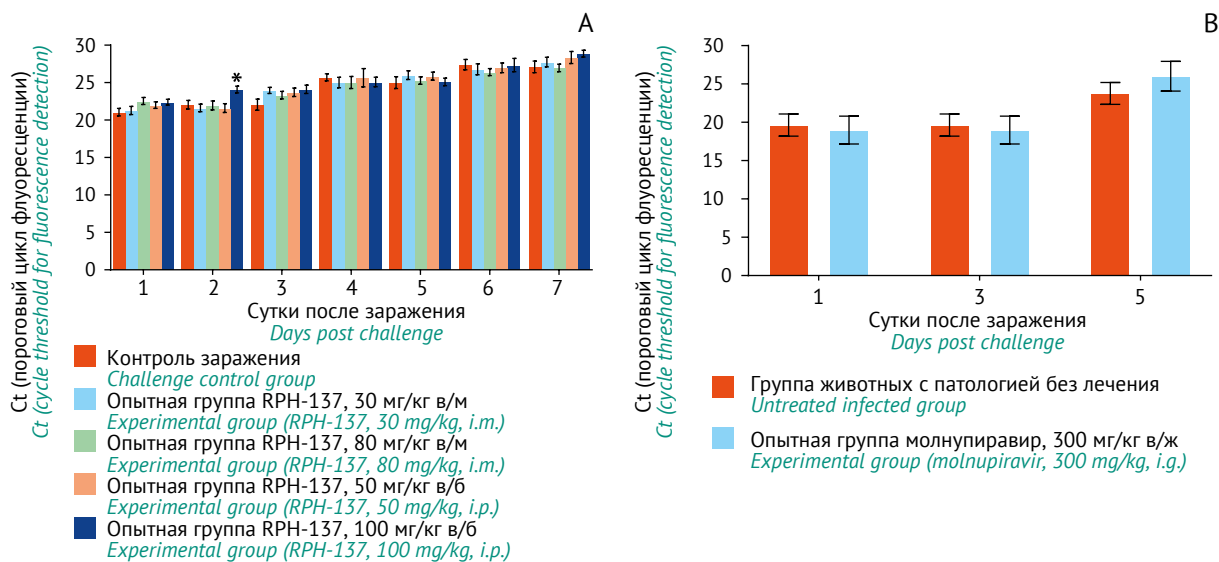 A
Ct (пороговый цикл флуоресценции)
Ct (cycle threshold for fluorescence detection)
30
25
20
15
10
5
0
*
1 2 3 4 5 6 7
Сутки после заражения
Days post challenge
Контроль заражения
Challenge control group
Опытная группа RPH-137, 30 мг/кг в/м
Experimental group (RPH-137, 30 mg/kg, i.m.)
Опытная группа RPH-137, 80 мг/кг в/м
Experimental group (RPH-137, 80 mg/kg, i.m.)
Опытная группа RPH-137, 50 мг/кг в/б
Experimental group (RPH-137, 50 mg/kg, i.p.)
Опытная группа RPH-137, 100 мг/кг в/б
Experimental group (RPH-137, 100 mg/kg, i.p.)
B
Ct (пороговый цикл флуоресценции)
Ct (cycle threshold for fluorescence detection)
30
25
20
15
10
5
0
1 3 5
Сутки после заражения
Days post challenge
Группа животных с патологией без лечения
Untreated infected group
Опытная группа молнупиравир, 300 мг/кг в/ж
Experimental group (molnupiravir, 300 mg/kg, i.g.)